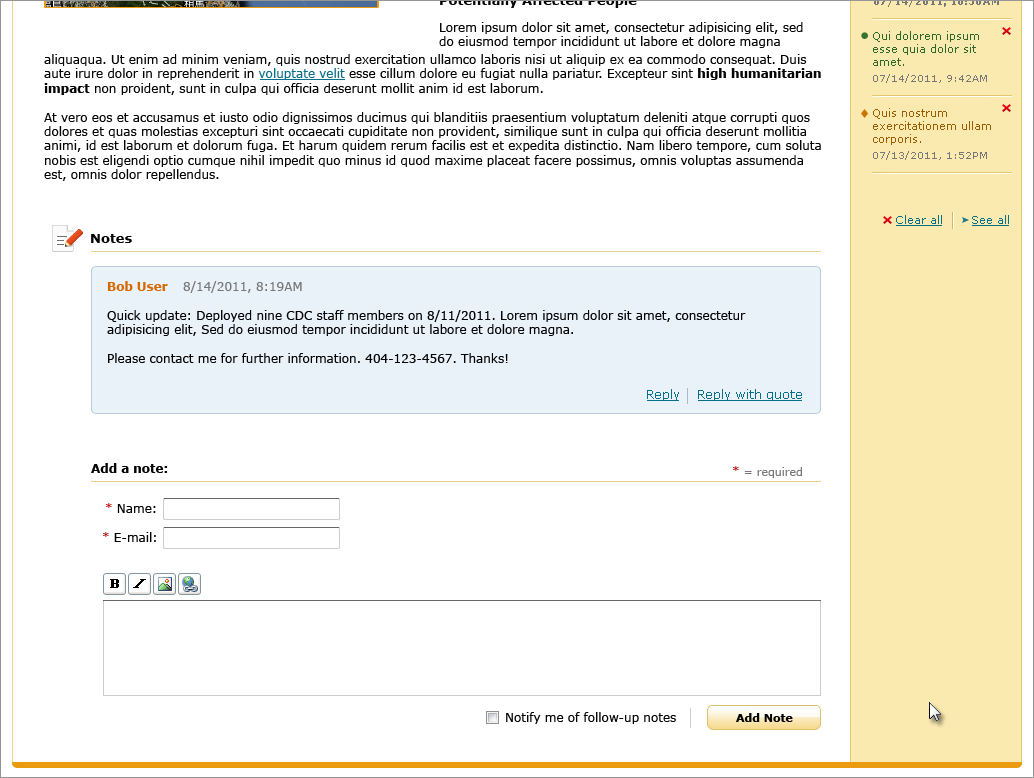 Potentially Affected People
Lorem ipsum dolor sit amet, consectetur adipisicing elit, sed
do eiusmod tempor incididunt ut labore et dolore magna
aliquaqua. Ut enim ad minim veniam, quis nostrud exercitation ullamco laboris nisi ut aliquip ex ea commodo consequat. Duis
aute irure dolor in reprehenderit in voluptate velit esse cillum dolore eu fugiat nulla pariatur. Excepteur sint high humanitarian
impact non proident, sunt in culpa qui officia deserunt mollit anim id est laborum.
At vero eos et accusamus et iusto odio dignissimos ducimus qui blanditiis praesentium voluptatum deleniti atque corrupti quos
dolores et quas molestias excepturi sint occaecati cupiditate non provident, similique sunt in culpa qui officia deserunt mollitia
animi, id est laborum et dolorum fuga. Et harum quidem rerum facilis est et expedita distinctio. Nam libero tempore, cum soluta
nobis est eligendi optio cumque nihil impedit quo minus id quod maxime placeat facere possimus, omnis voluptas assumenda
est, omnis dolor repellendus.
Notes
Bob User 8/14/2011, 8:19AM
Quick update: Deployed nine CDC staff members on 8/11/2011. Lorem ipsum dolor sit amet, consectetur
adipisicing elit, Sed do eiusmod tempor incididunt ut labore et dolore magna.
Please contact me for further information. 404-123-4567. Thanks!
Reply Reply with quote
Add a note:
* = required
* Name:
* E-mail:
B I
Notify me of follow-up notes
Add Note
07/14/2011, 10:30AM
Qui dolorem ipsum
esse quia dolor sit
amet.
07/14/2011, 9:42AM
Quis nostrum
exercitationem ullam
corporis.
07/13/2011, 1:52PM
Clear all See all